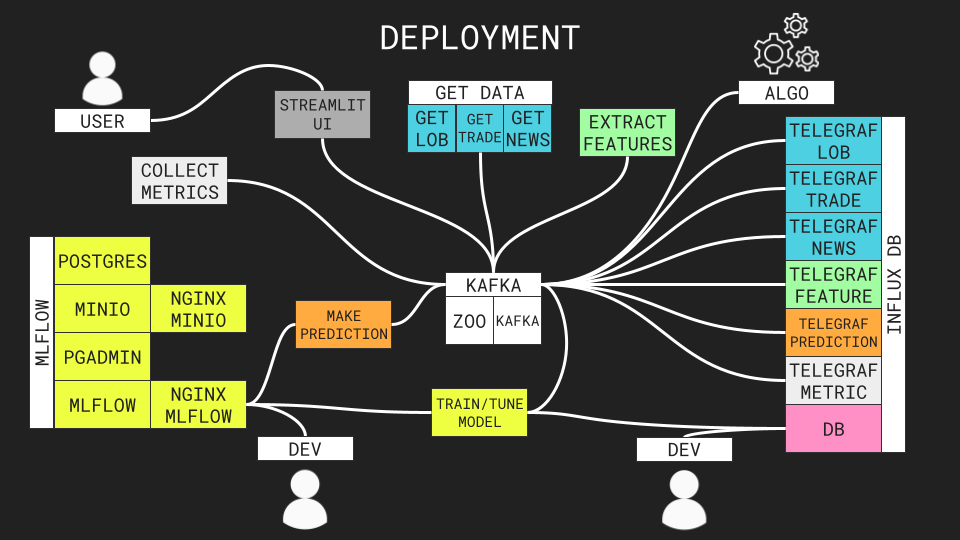 DEPLOYMENT
USER
STREAMLIT
UI
GET DATA
GET
LOB
GET
TRADE
GET
NEWS
EXTRACT
FEATURES
ALGO
COLLECT
METRICS
TELEGRAF
LOB
TELEGRAF
TRADE
TELEGRAF
NEWS
TELEGRAF
FEATURE
TELEGRAF
PREDICTION
TELEGRAF
METRIC
DB
INFLUX DB
KAFKA
ZOO
KAFKA
MLFLOW
POSTGRES
MINIO
NGINX
MINIO
PGADMIN
MLFLOW
NGINX
MLFLOW
MAKE
PREDICTION
TRAIN/TUNE
MODEL
DEV
DEV